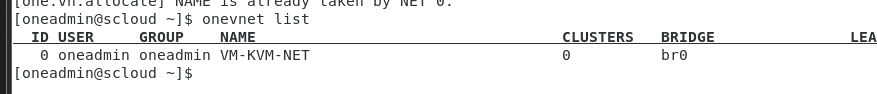 [one.vn.allocate] NAME is already taken by NET 0.
[oneadmin@scloud ~]$ onevnet list
ID USER GROUP NAME CLUSTERS BRIDGE LEA
0 oneadmin oneadmin VM-KVM-NET 0 br0
[oneadmin@scloud ~]$